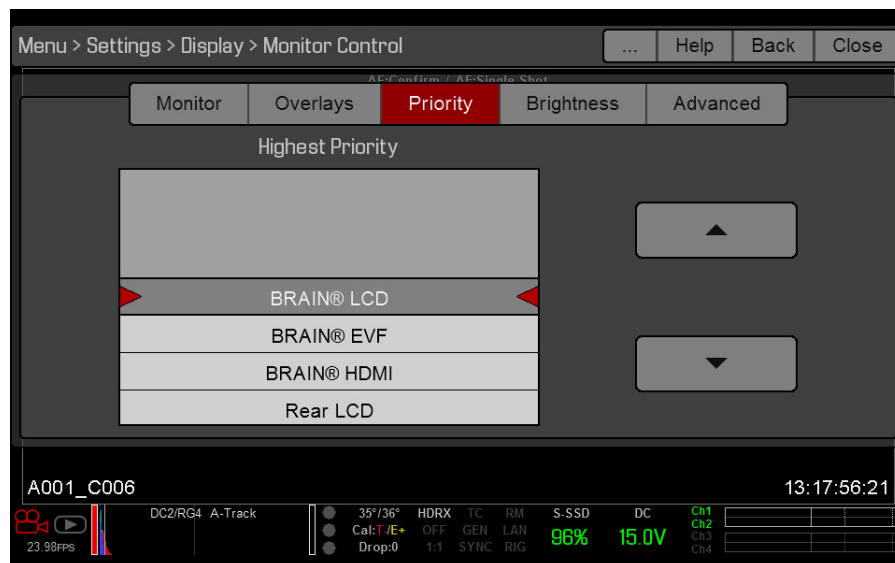 Menu > Settings > Display > Monitor Control ... Help Back Close
AF:Confirm / AF:Single Shot
Monitor Overlays Priority Brightness Advanced
Highest Priority
BRAIN® LCD
BRAIN® EVF
BRAIN® HDMI
Rear LCD
A001_C006 13:17:56:21
DC2/RG4 A-Track 35°/36° HDRX TC RM S-SSD DC Ch1
Cal:T/E+ OFF GEN LAN 96% 15.0V Ch2
23.98FPS Drop:0 1:1 SYNC RIG Ch3
Ch4